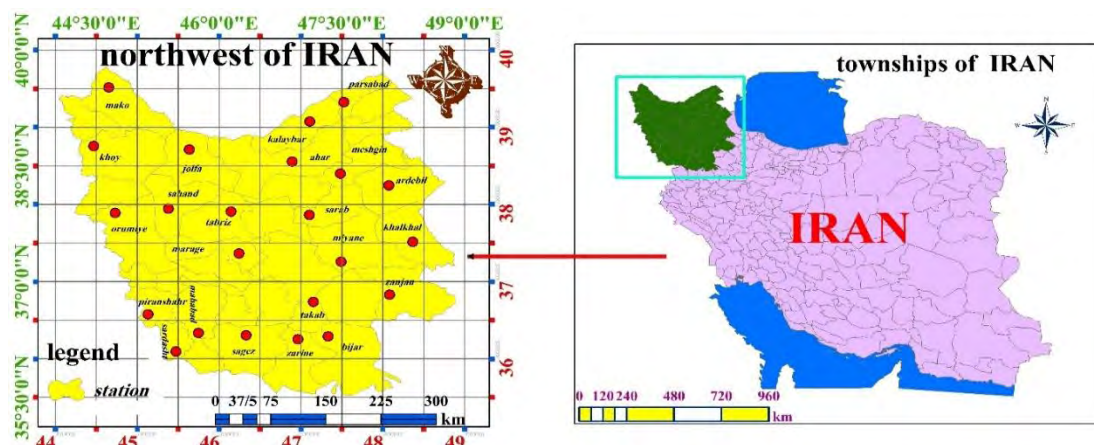 44°30'0"E 46°0'0"E 47°30'0"E 49°0'0"E
northwest of IRAN
40°0'0"N
38°30'0"N
37°0'0"N
35°30'0"N
40
39
38
37
36
mako
parsabad
kalaybar
khoy
jolfa
ahar
meshgin
ardebil
sahand
orumiye
tabriz
sarab
khalkhal
marage
miyane
zanjan
piranshahr
mahabad
takab
sardasht
sagez
zarine
bijar
legend
station
0 37/5 75 150 225 300
km
44 45 46 47 48 49
townships of IRAN
N
W
E
S
IRAN
0 120 240 480 720 960
km